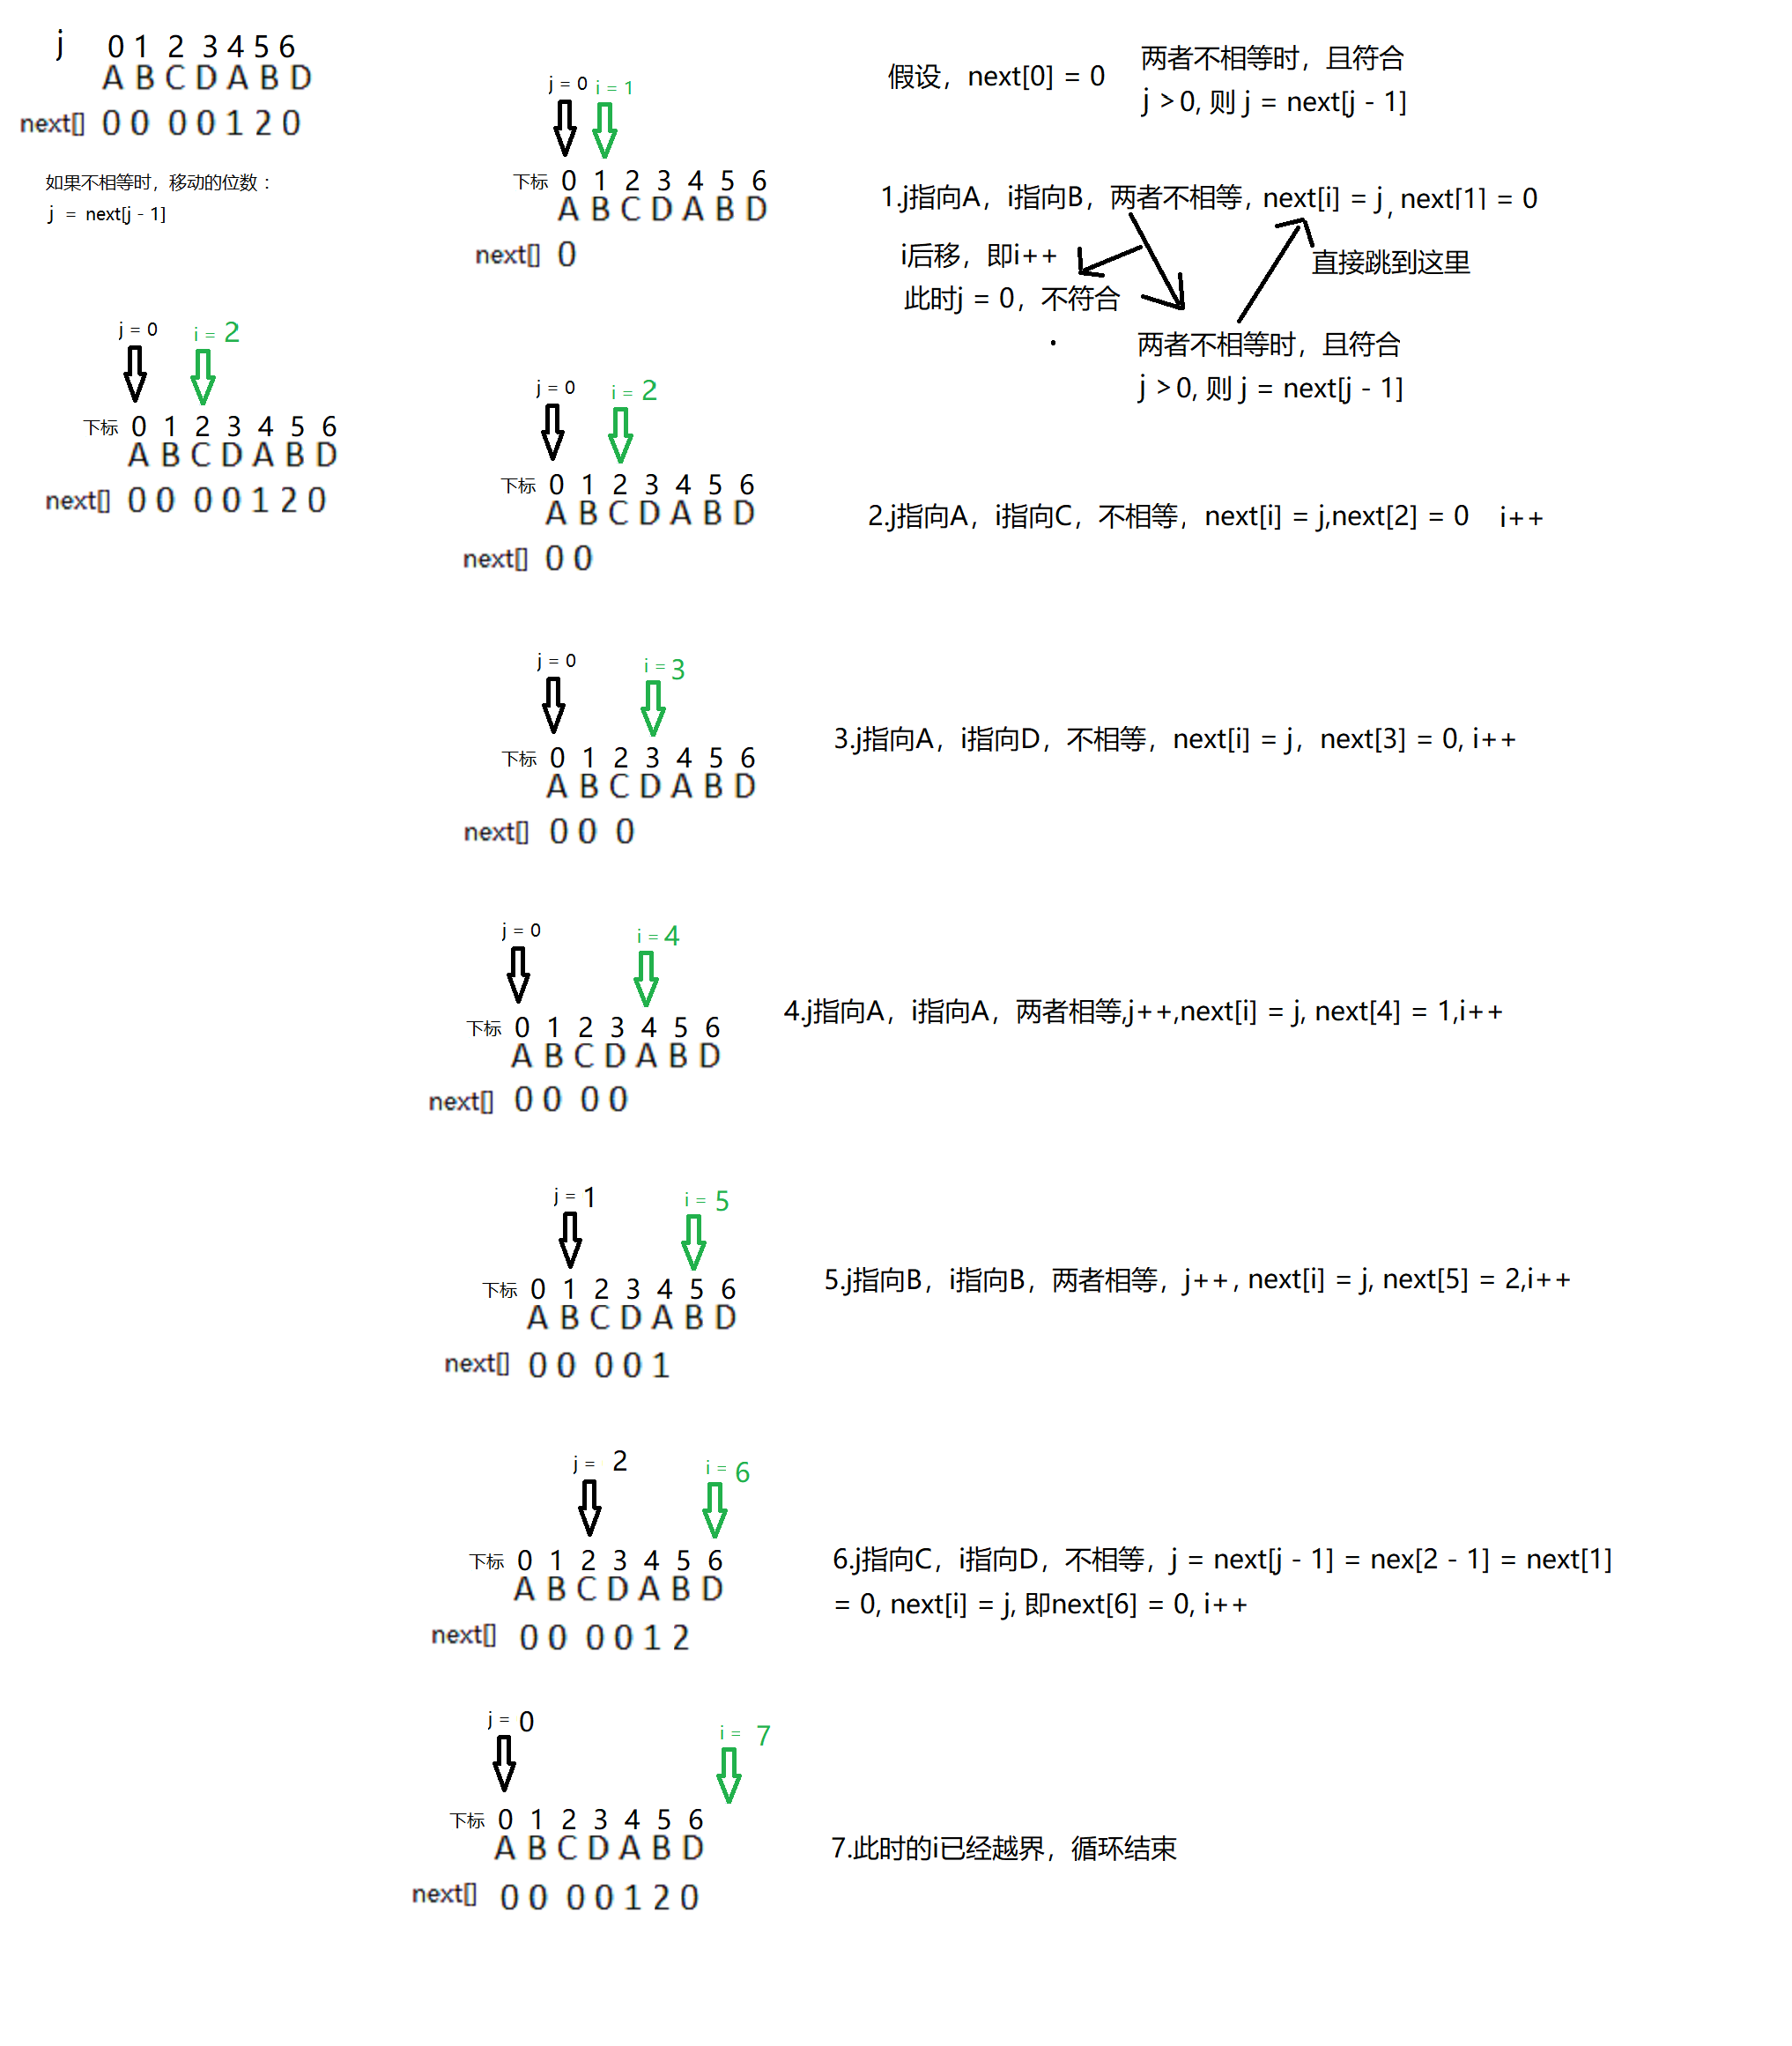 j 0 1 2 3 4 5 6
A B C D A B D
next[] 0 0 0 0 1 2 0
如果不相等时，移动的位数：
j = next[j - 1]
j = 0 i = 1
下标 0 1 2 3 4 5 6
A B C D A B D
next[] 0
假设，next[0] = 0
两者不相等时，且符合
j > 0, 则 j = next[j - 1]
1.j指向A，i指向B，两者不相等, next[i] = j, next[1] = 0
i后移，即i++
此时j = 0，不符合
直接跳到这里
两者不相等时，且符合
j > 0, 则 j = next[j - 1]
j = 0 i = 2
下标 0 1 2 3 4 5 6
A B C D A B D
next[] 0 0 0 0 1 2 0
j = 0 i = 2
下标 0 1 2 3 4 5 6
A B C D A B D
next[] 0 0
2.j指向A，i指向C，不相等，next[i] = j,next[2] = 0 i++
j = 0 i = 3
下标 0 1 2 3 4 5 6
A B C D A B D
next[] 0 0 0
3.j指向A，i指向D，不相等，next[i] = j，next[3] = 0, i++
j = 0 i = 4
下标 0 1 2 3 4 5 6
A B C D A B D
next[] 0 0 0 0
4.j指向A，i指向A，两者相等,j++,next[i] = j, next[4] = 1,i++
j = 1 i = 5
下标 0 1 2 3 4 5 6
A B C D A B D
next[] 0 0 0 0 1
5.j指向B，i指向B，两者相等，j++, next[i] = j, next[5] = 2,i++
j = 2 i = 6
下标 0 1 2 3 4 5 6
A B C D A B D
next[] 0 0 0 0 1 2
6.j指向C，i指向D，不相等，j = next[j - 1] = nex[2 - 1] = next[1]
= 0, next[i] = j, 即next[6] = 0, i++
j = 0 i = 7
下标 0 1 2 3 4 5 6
A B C D A B D
next[] 0 0 0 0 1 2 0
7.此时的i已经越界，循环结束